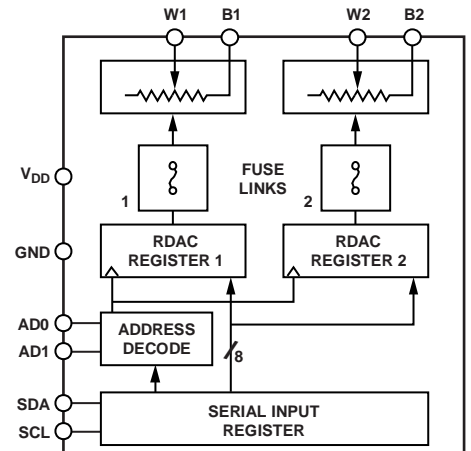 W1 B1 W2 B2
V_DD
FUSE
LINKS
1
2
GND
RDAC
REGISTER 1
RDAC
REGISTER 2
AD0
AD1
ADDRESS
DECODE
8
SDA
SCL
SERIAL INPUT
REGISTER